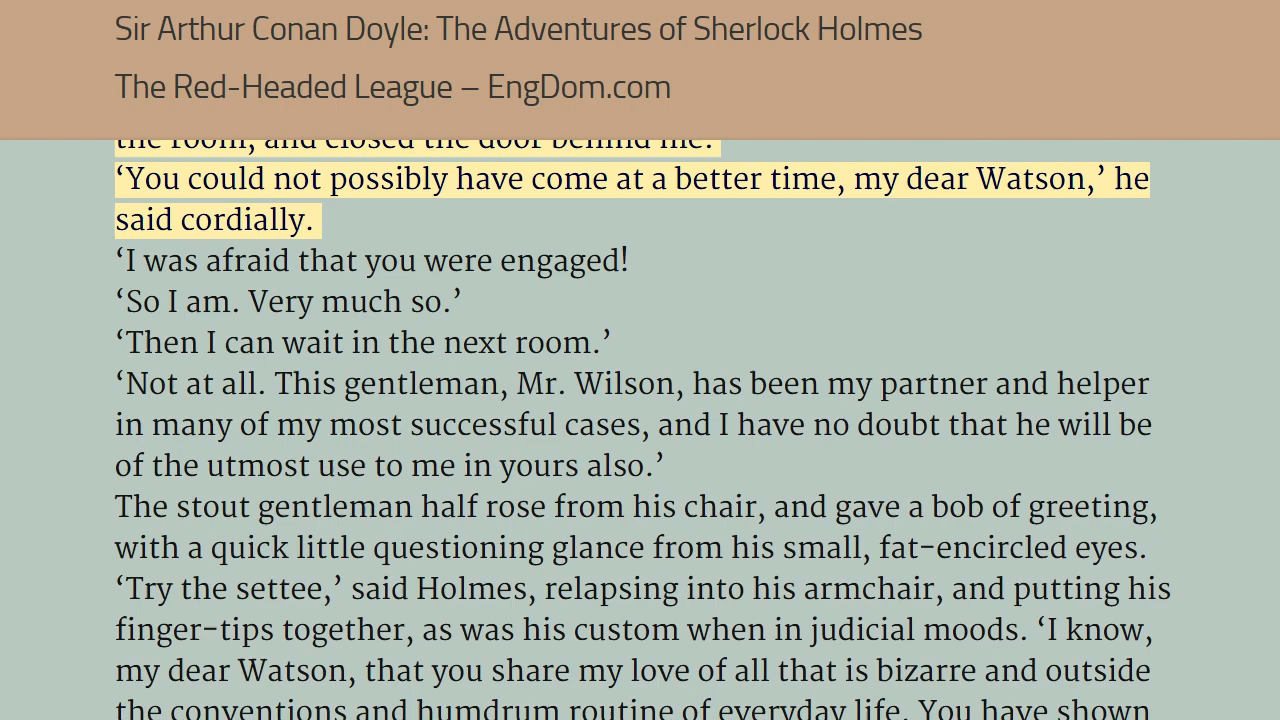 Sir Arthur Conan Doyle: The Adventures of Sherlock Holmes
The Red-Headed League – EngDom.com
the room, and closed the door behind me.
‘You could not possibly have come at a better time, my dear Watson,’ he
said cordially.
‘I was afraid that you were engaged!
‘So I am. Very much so.’
‘Then I can wait in the next room.’
‘Not at all. This gentleman, Mr. Wilson, has been my partner and helper
in many of my most successful cases, and I have no doubt that he will be
of the utmost use to me in yours also.’
The stout gentleman half rose from his chair, and gave a bob of greeting,
with a quick little questioning glance from his small, fat-encircled eyes.
‘Try the settee,’ said Holmes, relapsing into his armchair, and putting his
finger-tips together, as was his custom when in judicial moods. ‘I know,
my dear Watson, that you share my love of all that is bizarre and outside
the conventions and humdrum routine of everyday life. You have shown